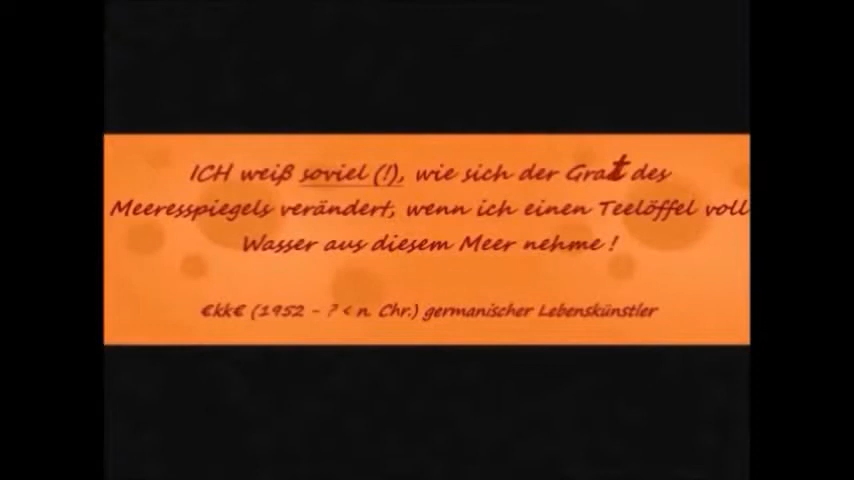 ICH weiß soviel (!), wie sich der Grat des
Meeresspiegels verändert, wenn ich einen Teelöffel voll
Wasser aus diesem Meer nehme !
€kk€ (1952 - ? < n. Chr.) germanischer Lebenskünstler